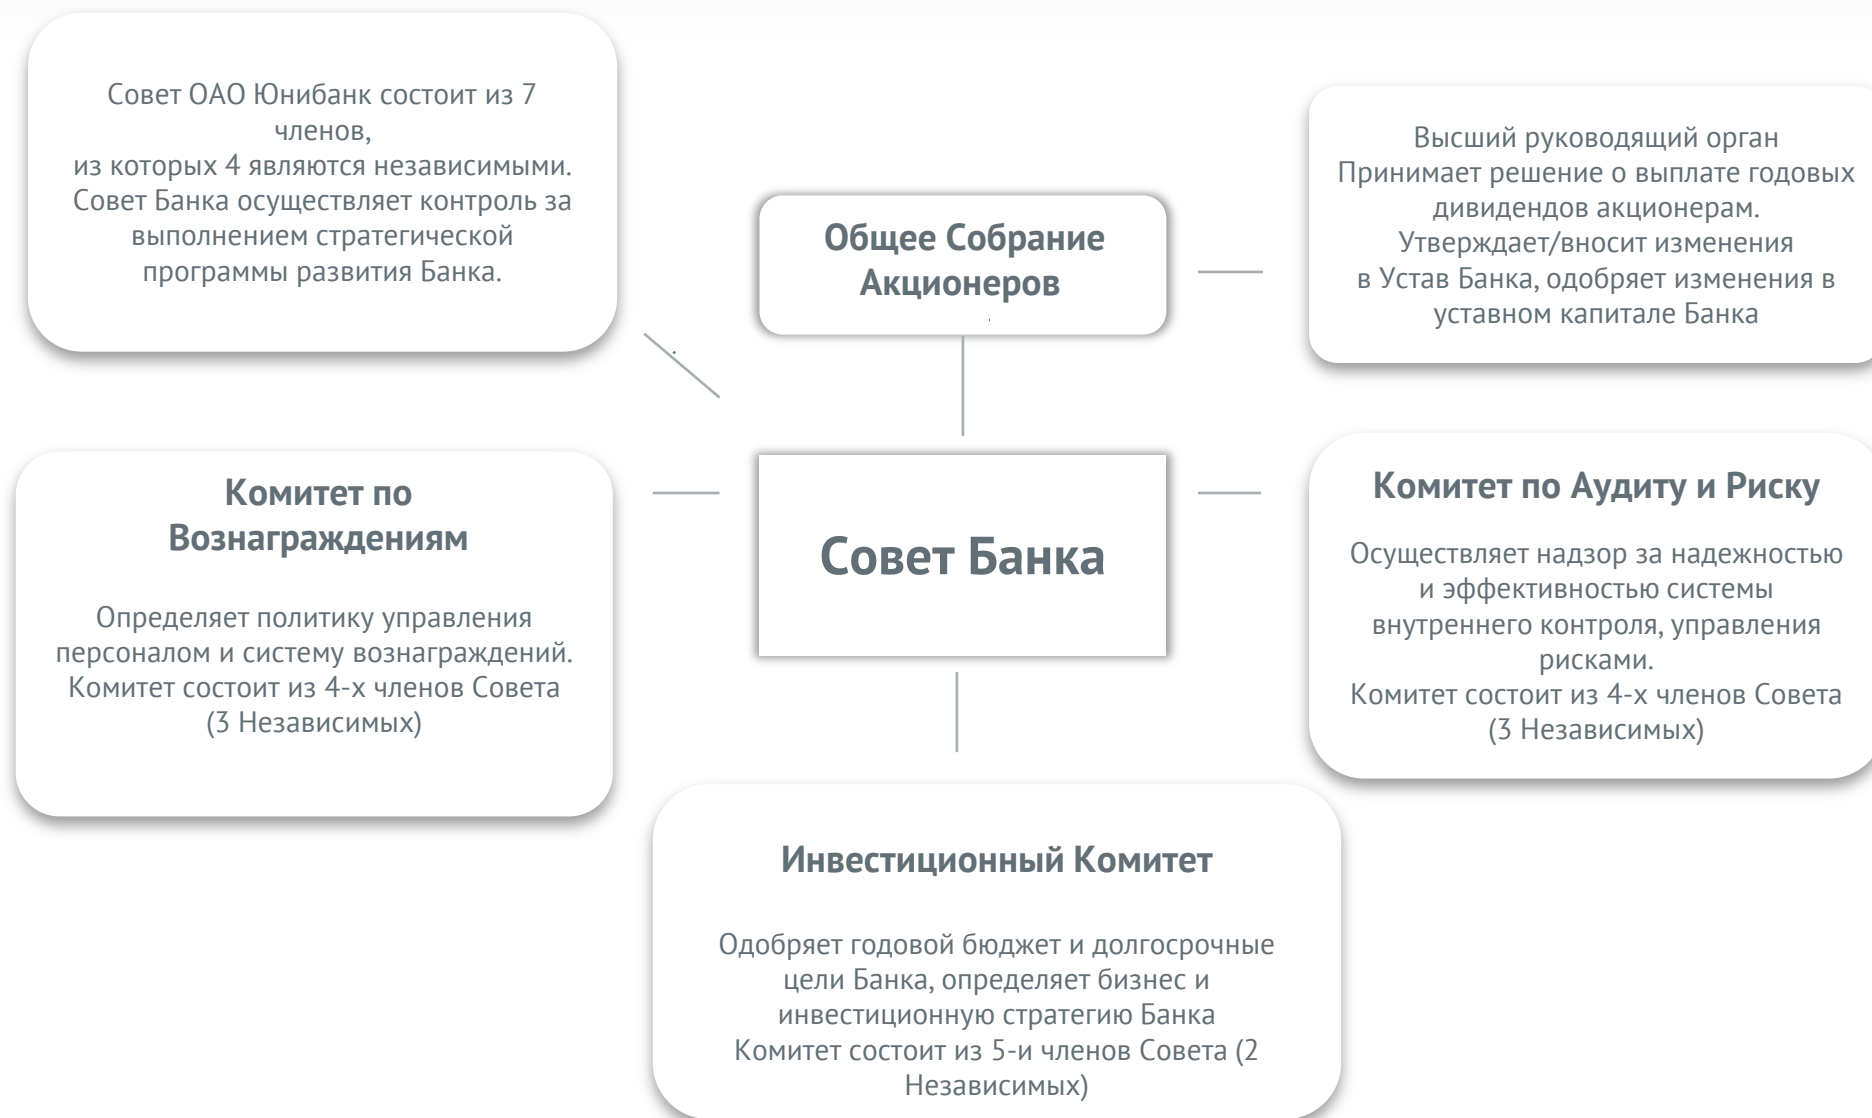 Совет ОАО Юнибанк состоит из 7
членов,
из которых 4 являются независимыми.
Совет Банка осуществляет контроль за
выполнением стратегической
программы развития Банка.
Общее Собрание
Акционеров
Высший руководящий орган
Принимает решение о выплате годовых
дивидендов акционерам.
Утверждает/вносит изменения
в Устав Банка, одобряет изменения в
уставном капитале Банка
Комитет по
Вознаграждениям
Определяет политику управления
персоналом и систему вознаграждений.
Комитет состоит из 4-х членов Совета
(3 Независимых)
Совет Банка
Комитет по Аудиту и Риску
Осуществляет надзор за надежностью
и эффективностью системы
внутреннего контроля, управления
рисками.
Комитет состоит из 4-х членов Совета
(3 Независимых)
Инвестиционный Комитет
Одобряет годовой бюджет и долгосрочные
цели Банка, определяет бизнес и
инвестиционную стратегию Банка
Комитет состоит из 5-и членов Совета (2
Независимых)